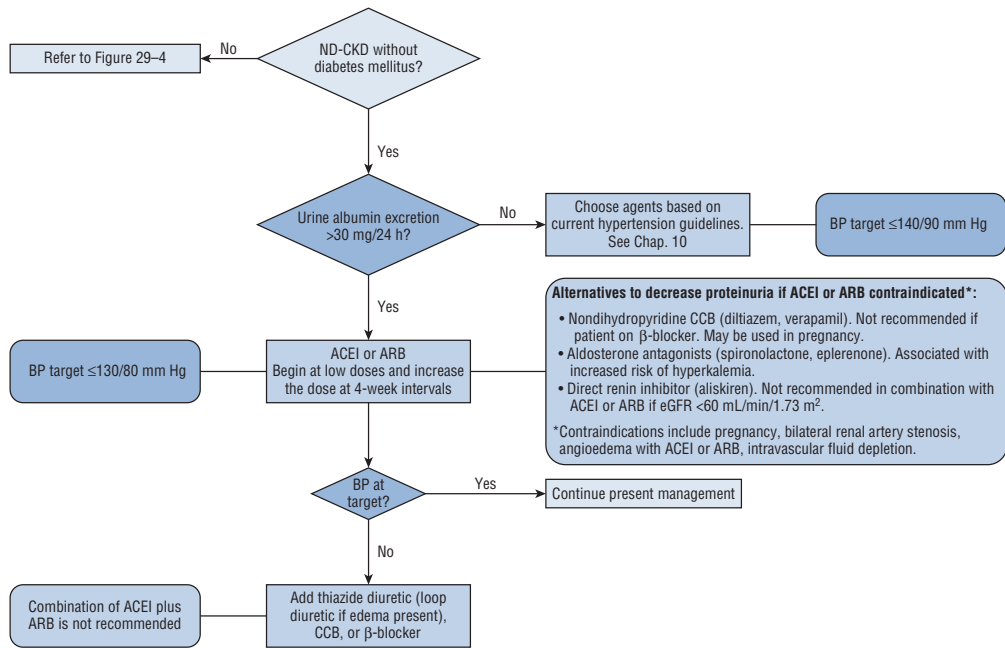 ND-CKD without
diabetes mellitus?
No
Refer to Figure 29–4
Yes
Urine albumin excretion
>30 mg/24 h?
No
Choose agents based on
current hypertension guidelines.
See Chap. 10
BP target ≤140/90 mm Hg
Yes
Alternatives to decrease proteinuria if ACEI or ARB contraindicated*:
• Nondihydropyridine CCB (diltiazem, verapamil). Not recommended if
patient on β-blocker. May be used in pregnancy.
• Aldosterone antagonists (spironolactone, eplerenone). Associated with
increased risk of hyperkalemia.
• Direct renin inhibitor (aliskiren). Not recommended in combination with
ACEI or ARB if eGFR <60 mL/min/1.73 m².
*Contraindications include pregnancy, bilateral renal artery stenosis,
angioedema with ACEI or ARB, intravascular fluid depletion.
BP target ≤130/80 mm Hg
ACEI or ARB
Begin at low doses and increase
the dose at 4-week intervals
BP at
target?
Yes
Continue present management
No
Combination of ACEI plus
ARB is not recommended
Add thiazide diuretic (loop
diuretic if edema present),
CCB, or β-blocker